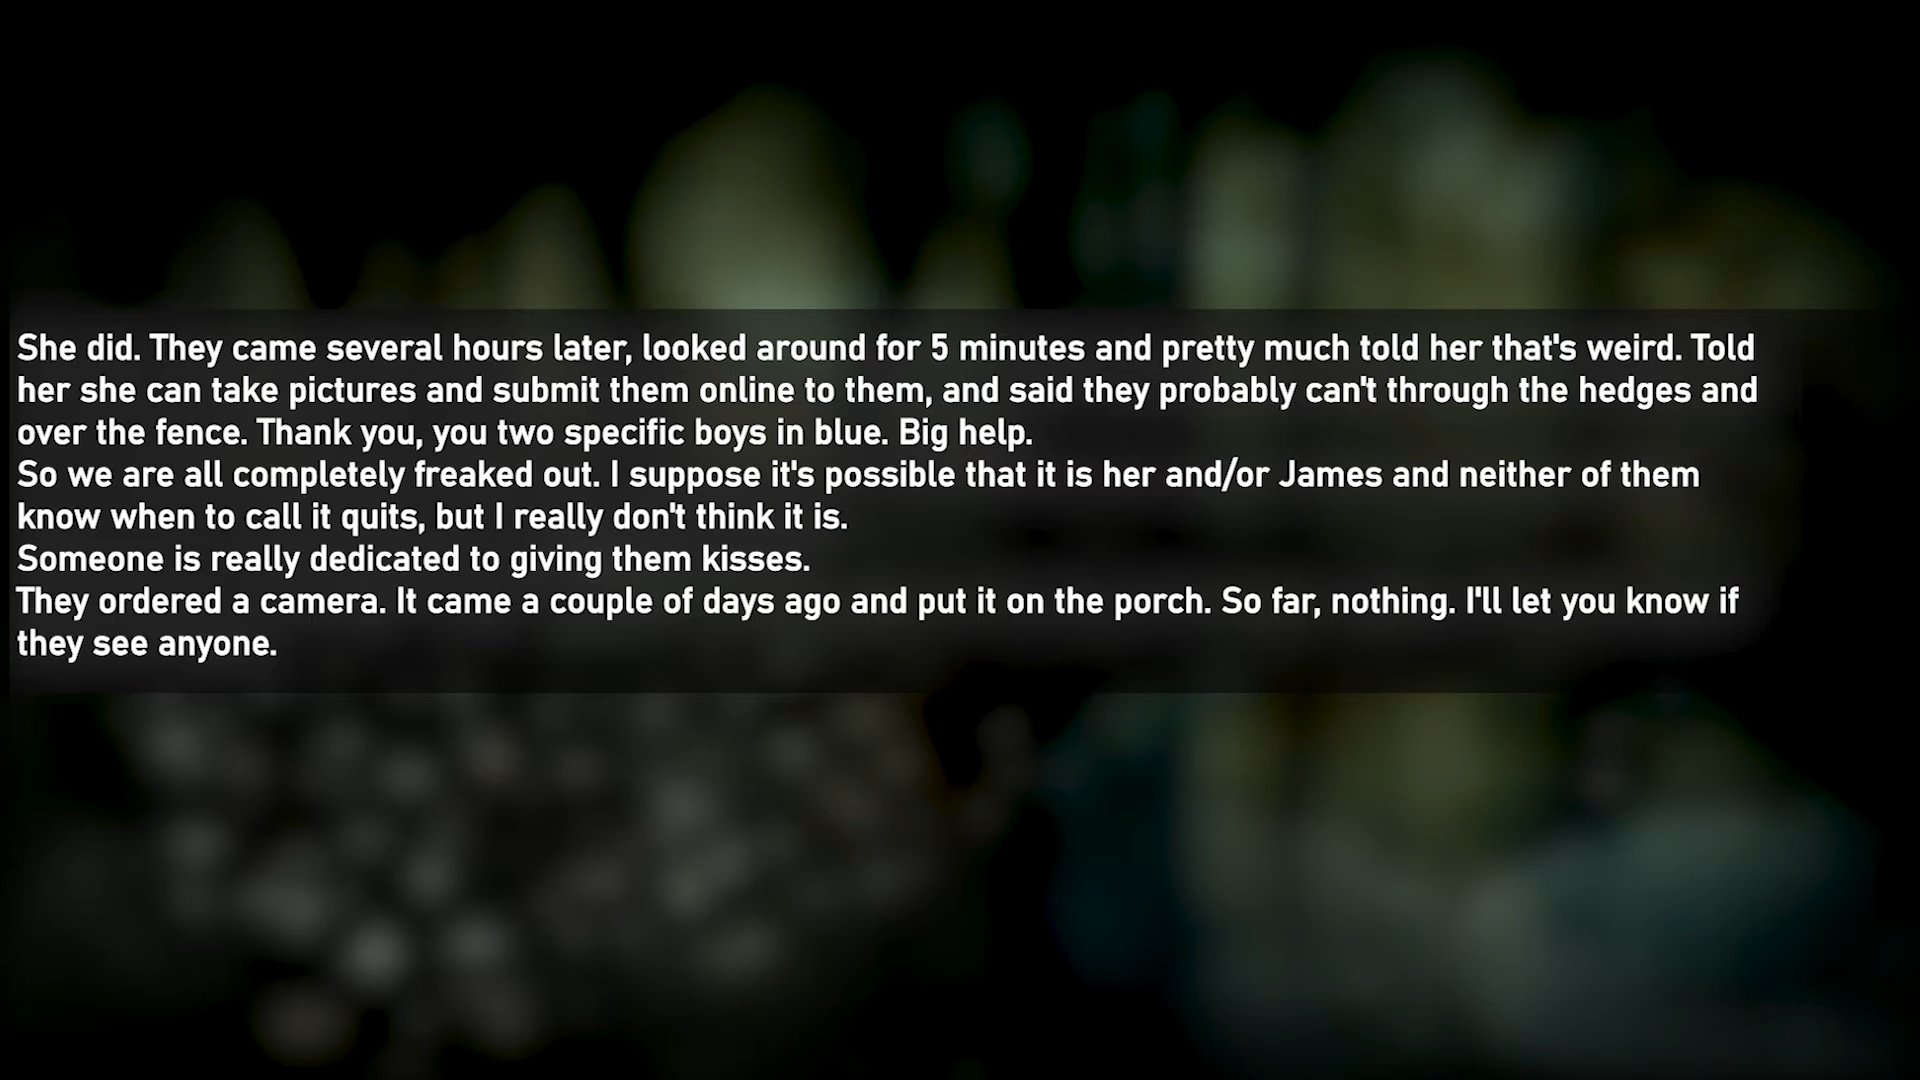 She did. They came several hours later, looked around for 5 minutes and pretty much told her that's weird. Told
her she can take pictures and submit them online to them, and said they probably can't through the hedges and
over the fence. Thank you, you two specific boys in blue. Big help.
So we are all completely freaked out. I suppose it's possible that it is her and/or James and neither of them
know when to call it quits, but I really don't think it is.
Someone is really dedicated to giving them kisses.
They ordered a camera. It came a couple of days ago and put it on the porch. So far, nothing. I'll let you know if
they see anyone.